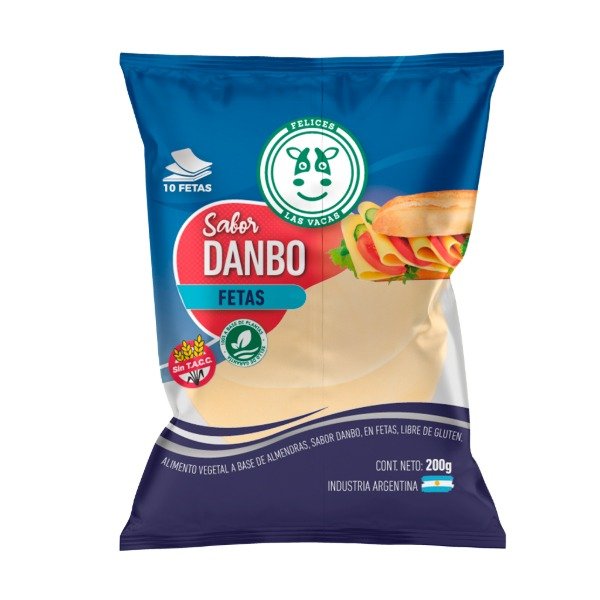 FELICES
LAS VACAS
10 FETAS
Sabor
DANBO
FETAS
Sin T.A.C.C.
ALIMENTO VEGETAL A BASE DE ALMENDRAS, SABOR DANBO, EN FETAS, LIBRE DE GLUTEN.
CONT. NETO: 200g
INDUSTRIA ARGENTINA